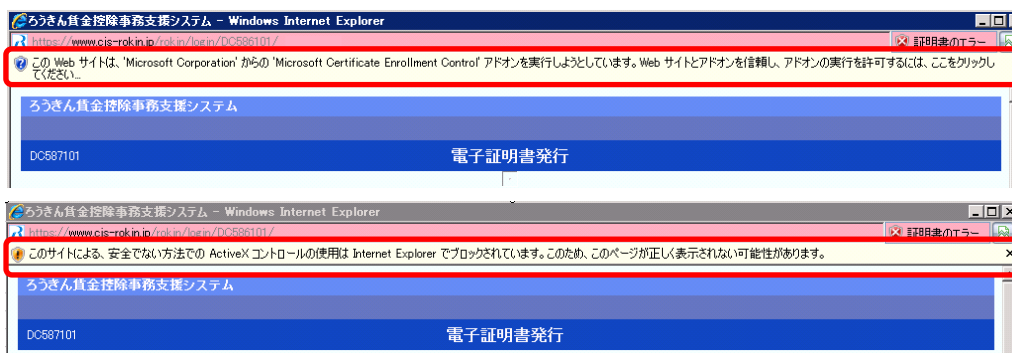 ろうきん賃金控除事務支援システム - Windows Internet Explorer
https://www.cis-rokin.jp/rokin/login/DC586101/ 証明書のエラー
この Web サイトは、'Microsoft Corporation' からの 'Microsoft Certificate Enrollment Control' アドオンを実行しようとしています。Web サイトとアドオンを信頼し、アドオンの実行を許可するには、ここをクリックし
てください...
ろうきん賃金控除事務支援システム
DC587101 電子証明書発行
ろうきん賃金控除事務支援システム - Windows Internet Explorer
https://www.cis-rokin.jp/rokin/login/DC586101/ 証明書のエラー
このサイトによる、安全でない方法での ActiveX コントロールの使用は Internet Explorer でブロックされています。このため、このページが正しく表示されない可能性があります。
ろうきん賃金控除事務支援システム
DC587101 電子証明書発行